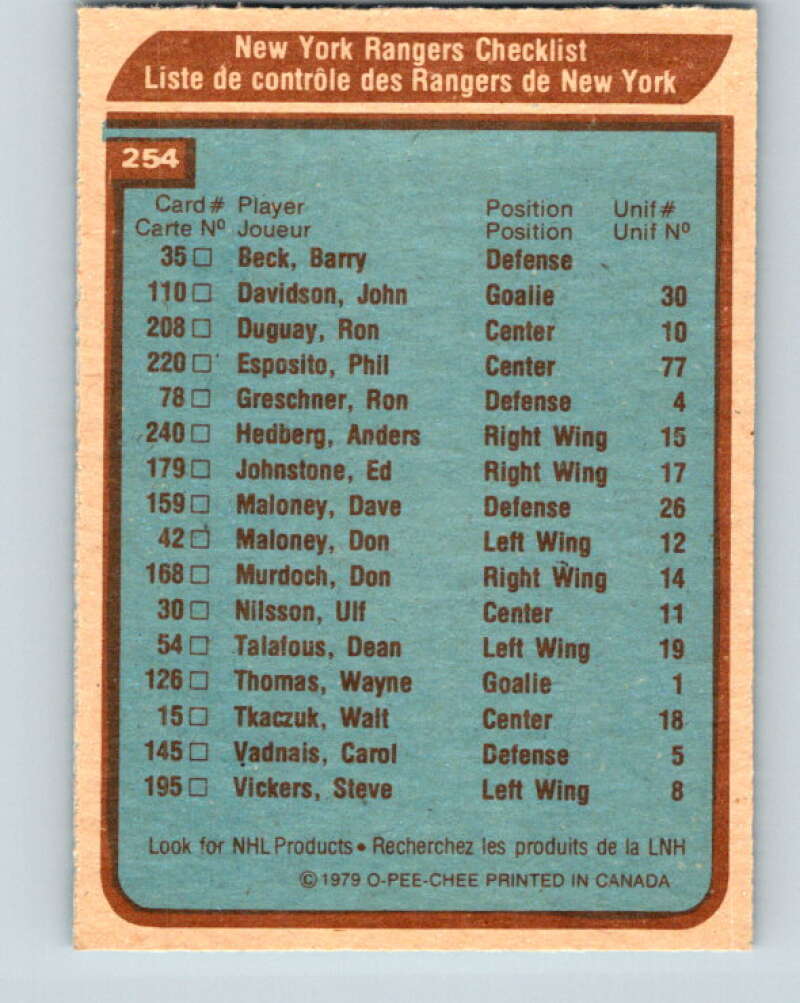 New York Rangers Checklist
Liste de contrôle des Rangers de New York
254
Card # Player Position Unif #
Carte Nº Joueur Position Unif Nº
35 □ Beck, Barry Defense
110 □ Davidson, John Goalie 30
208 □ Duguay, Ron Center 10
220 □ Esposito, Phil Center 77
78 □ Greschner, Ron Defense 4
240 □ Hedberg, Anders Right Wing 15
179 □ Johnstone, Ed Right Wing 17
159 □ Maloney, Dave Defense 26
42 □ Maloney, Don Left Wing 12
168 □ Murdoch, Don Right Wing 14
30 □ Nilsson, Ulf Center 11
54 □ Talafous, Dean Left Wing 19
126 □ Thomas, Wayne Goalie 1
15 □ Tkaczuk, Walt Center 18
145 □ Vadnais, Carol Defense 5
195 □ Vickers, Steve Left Wing 8
Look for NHL Products • Recherchez les produits de la LNH
© 1979 O-PEE-CHEE PRINTED IN CANADA